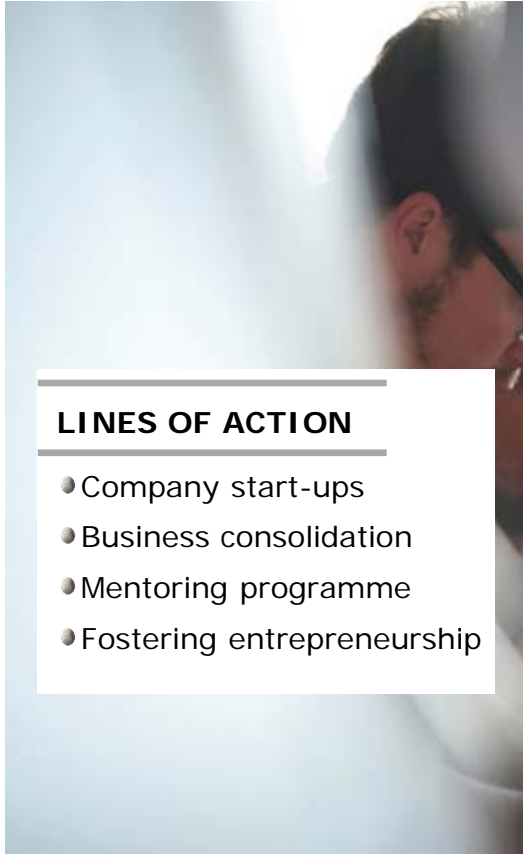 LINES OF ACTION
Company start-ups
Business consolidation
Mentoring programme
Fostering entrepreneurship